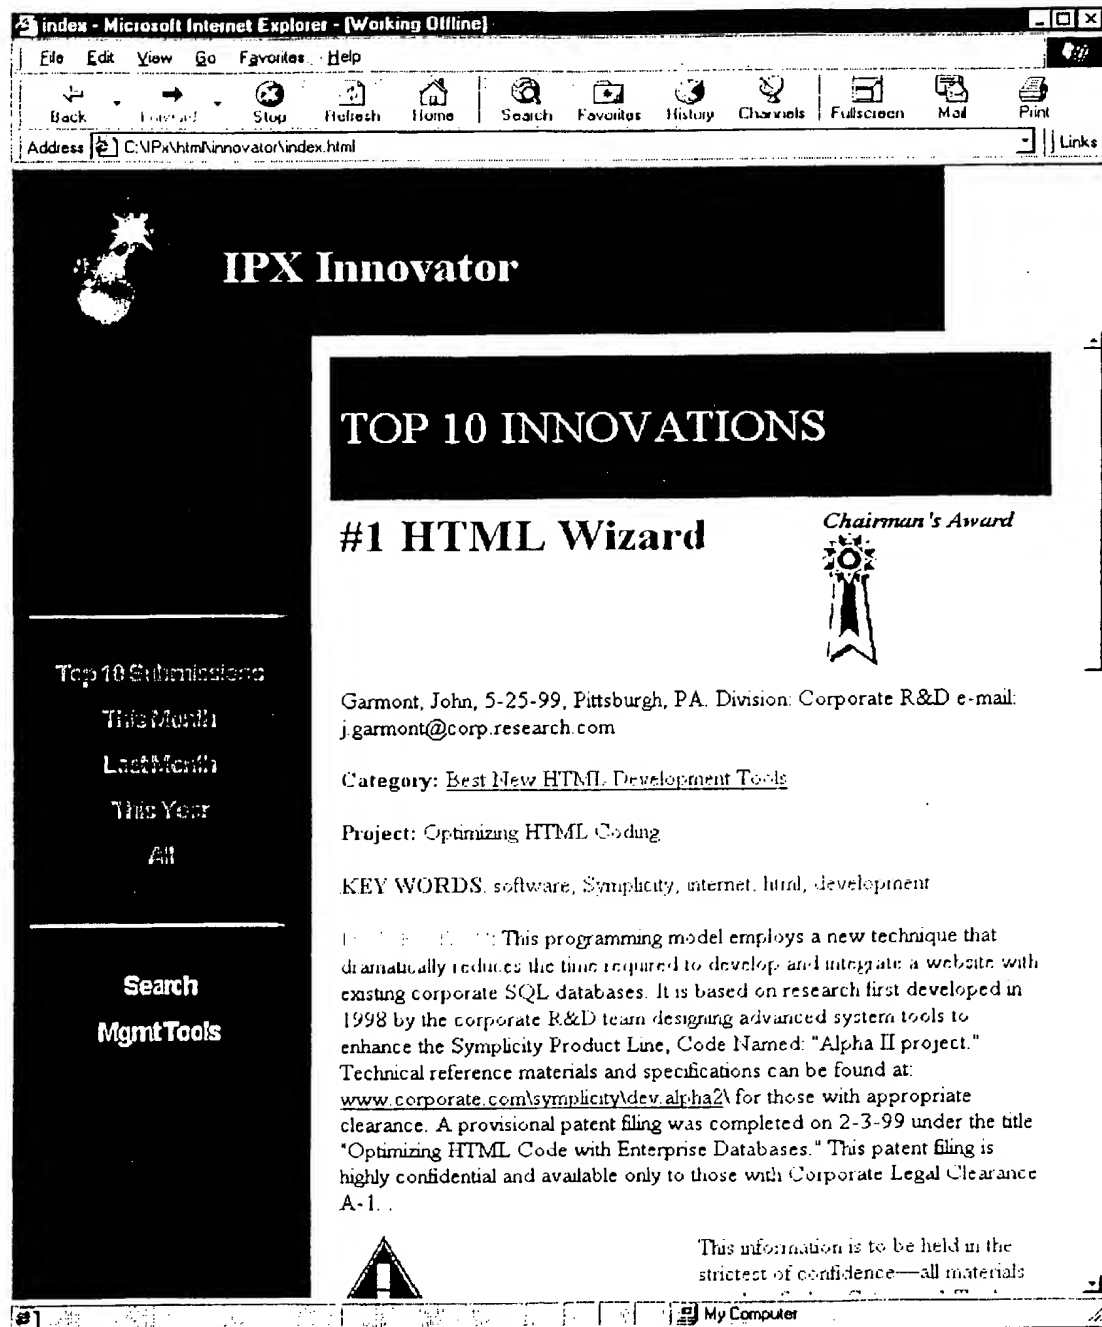 index - Microsoft Internet Explorer - [Working Offline]
File Edit View Go Favorites Help
Back Forward Stop Refresh Home Search Favorites History Channels Fullscreen Mail Print
Address C:\IPx\html\innovator\index.html Links
IPX Innovator
TOP 10 INNOVATIONS
#1 HTML Wizard
Chairman's Award
Top 10 Submissions
This Month
Last Month
This Year
All
Search
MgmtTools
Garmont, John, 5-25-99, Pittsburgh, PA. Division: Corporate R&D e-mail:
j.garmont@corp.research.com
Category: Best New HTML Development Tools
Project: Optimizing HTML Coding
KEY WORDS: software, Symplicity, internet, html, development
This programming model employs a new technique that
dramatically reduces the time required to develop and integrate a website with
existing corporate SQL databases. It is based on research first developed in
1998 by the corporate R&D team designing advanced system tools to
enhance the Symplicity Product Line, Code Named: "Alpha II project."
Technical reference materials and specifications can be found at:
www.corporate.com\symplicity\dev.alpha2\ for those with appropriate
clearance. A provisional patent filing was completed on 2-3-99 under the title
"Optimizing HTML Code with Enterprise Databases." This patent filing is
highly confidential and available only to those with Corporate Legal Clearance
A-1. .
This information is to be held in the
strictest of confidence—all materials
My Computer